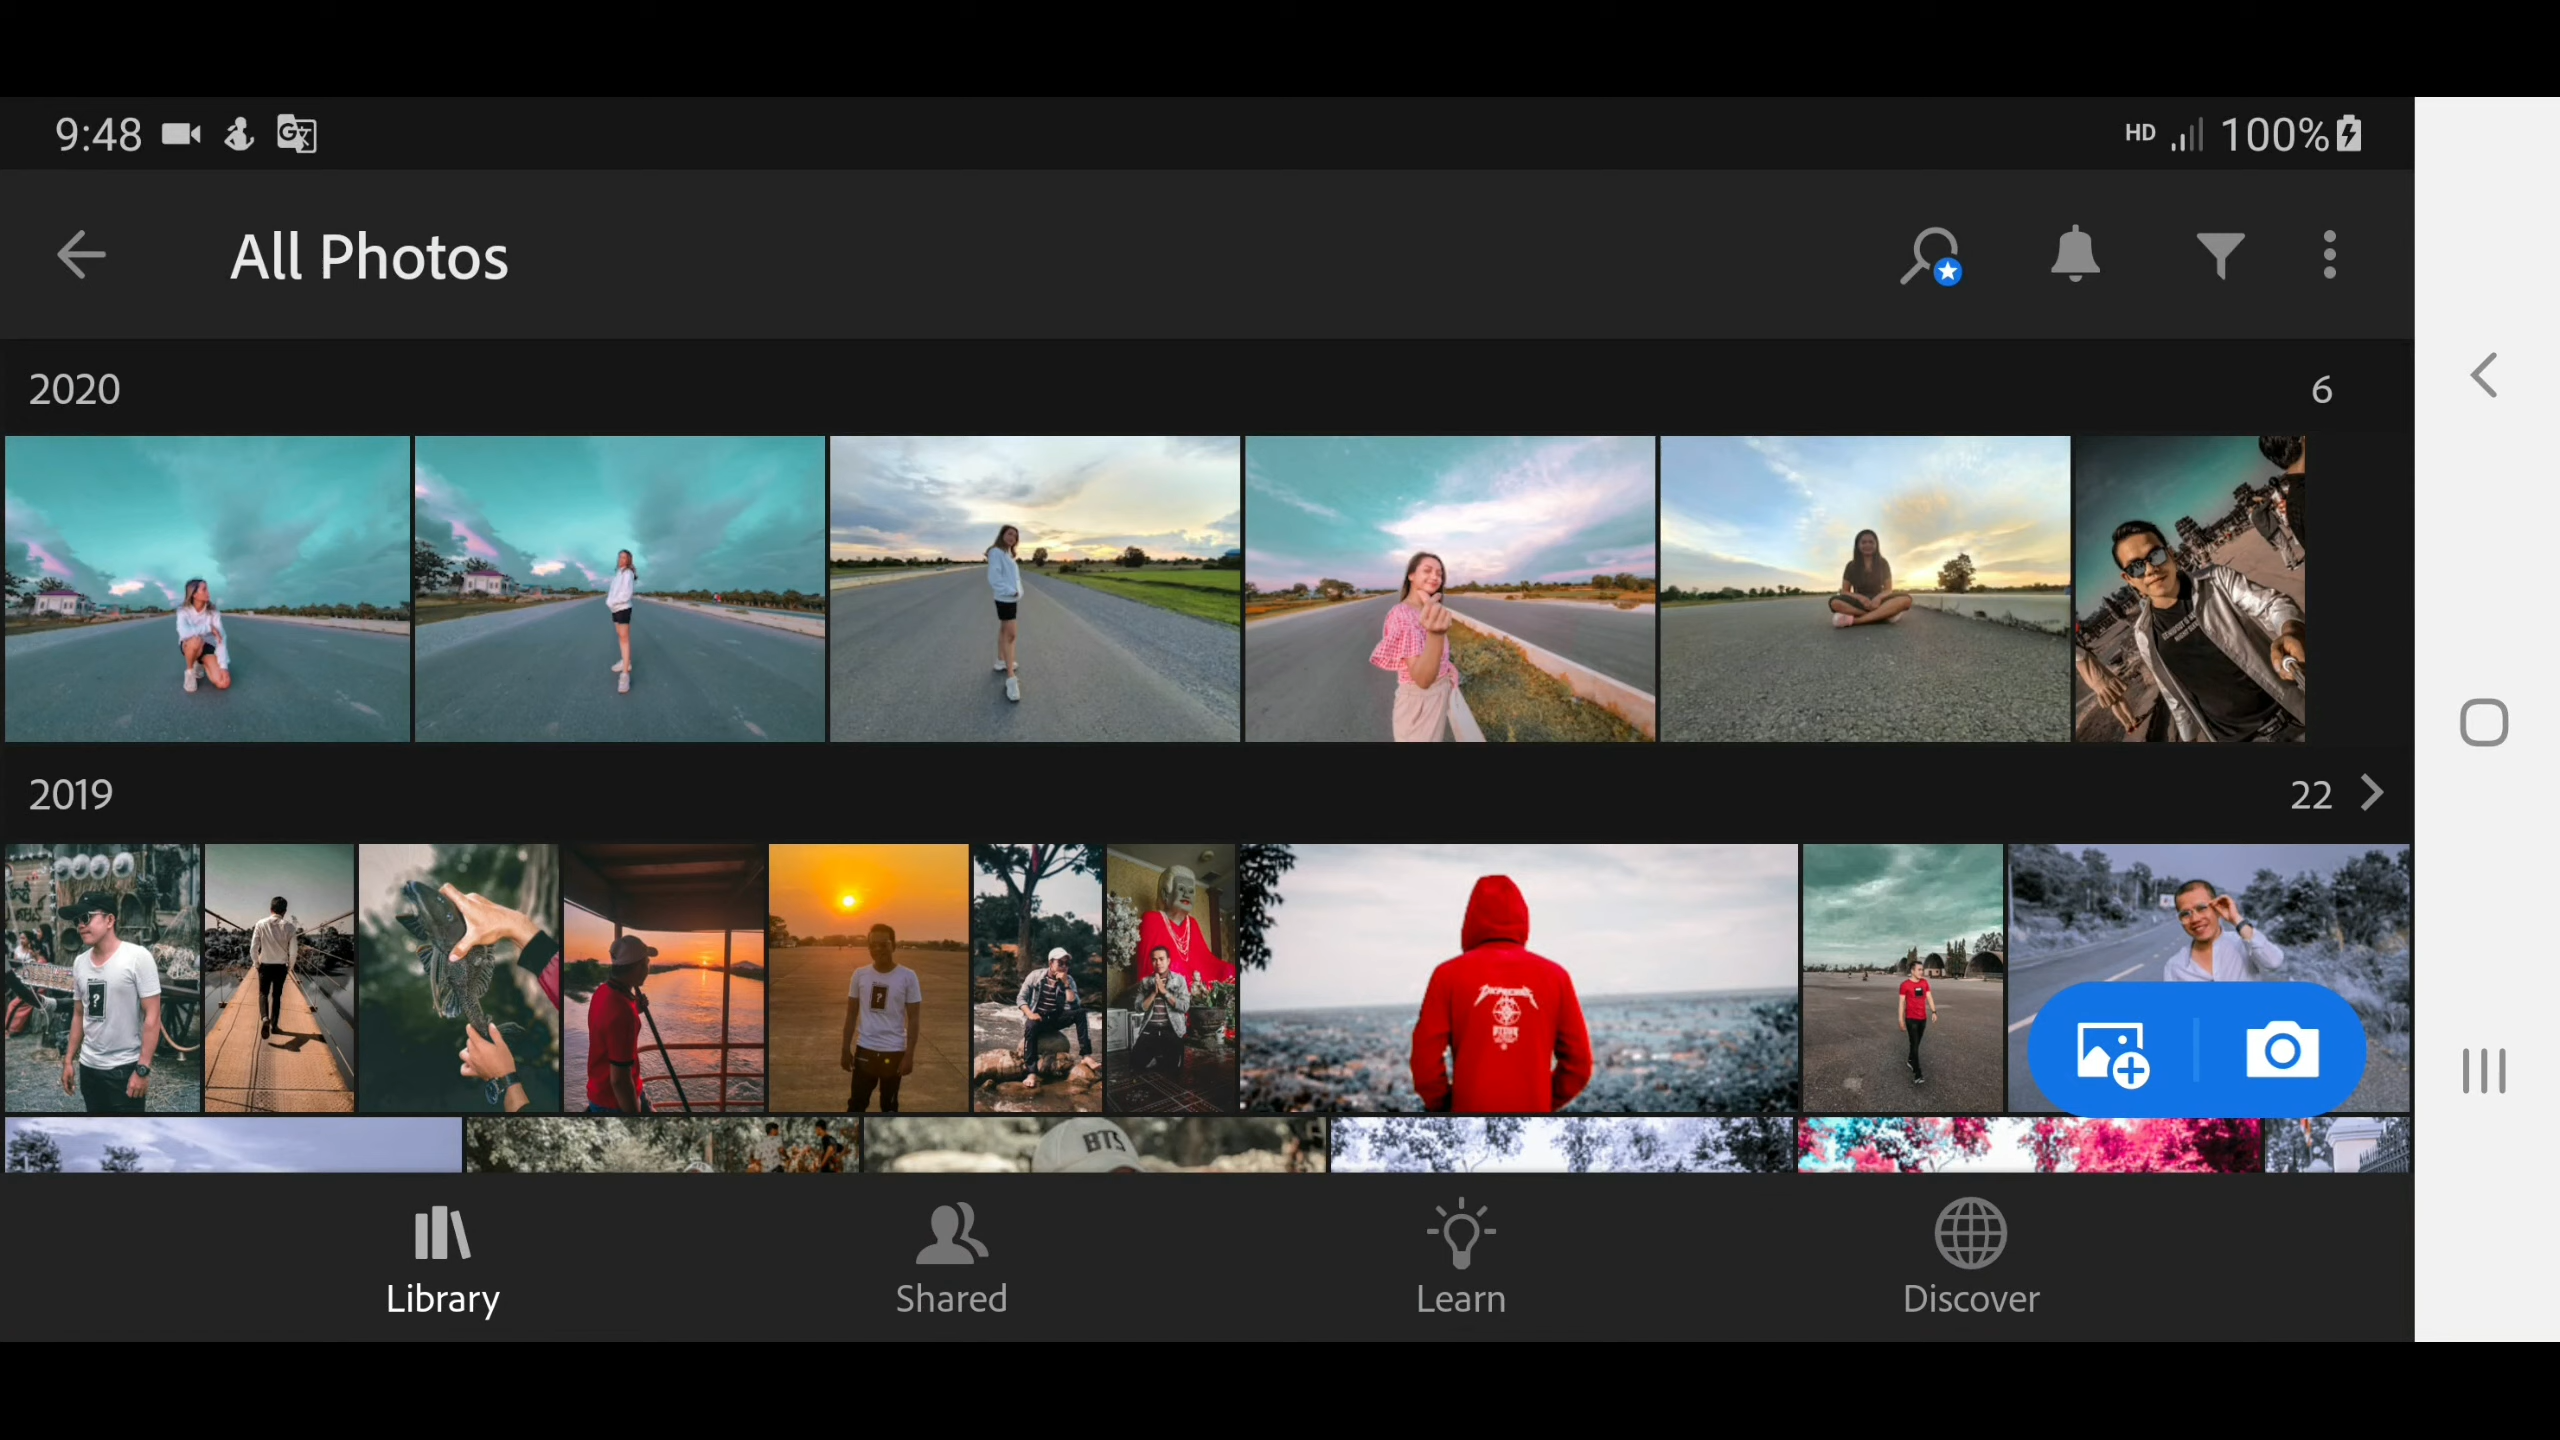 9:48 HD 100%
All Photos
2020 6
2019 22
?
?
BTS
Library Shared Learn Discover